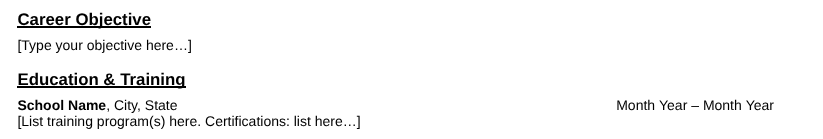 Career Objective
[Type your objective here…]
Education & Training
School Name, City, State Month Year – Month Year
[List training program(s) here. Certifications: list here…]